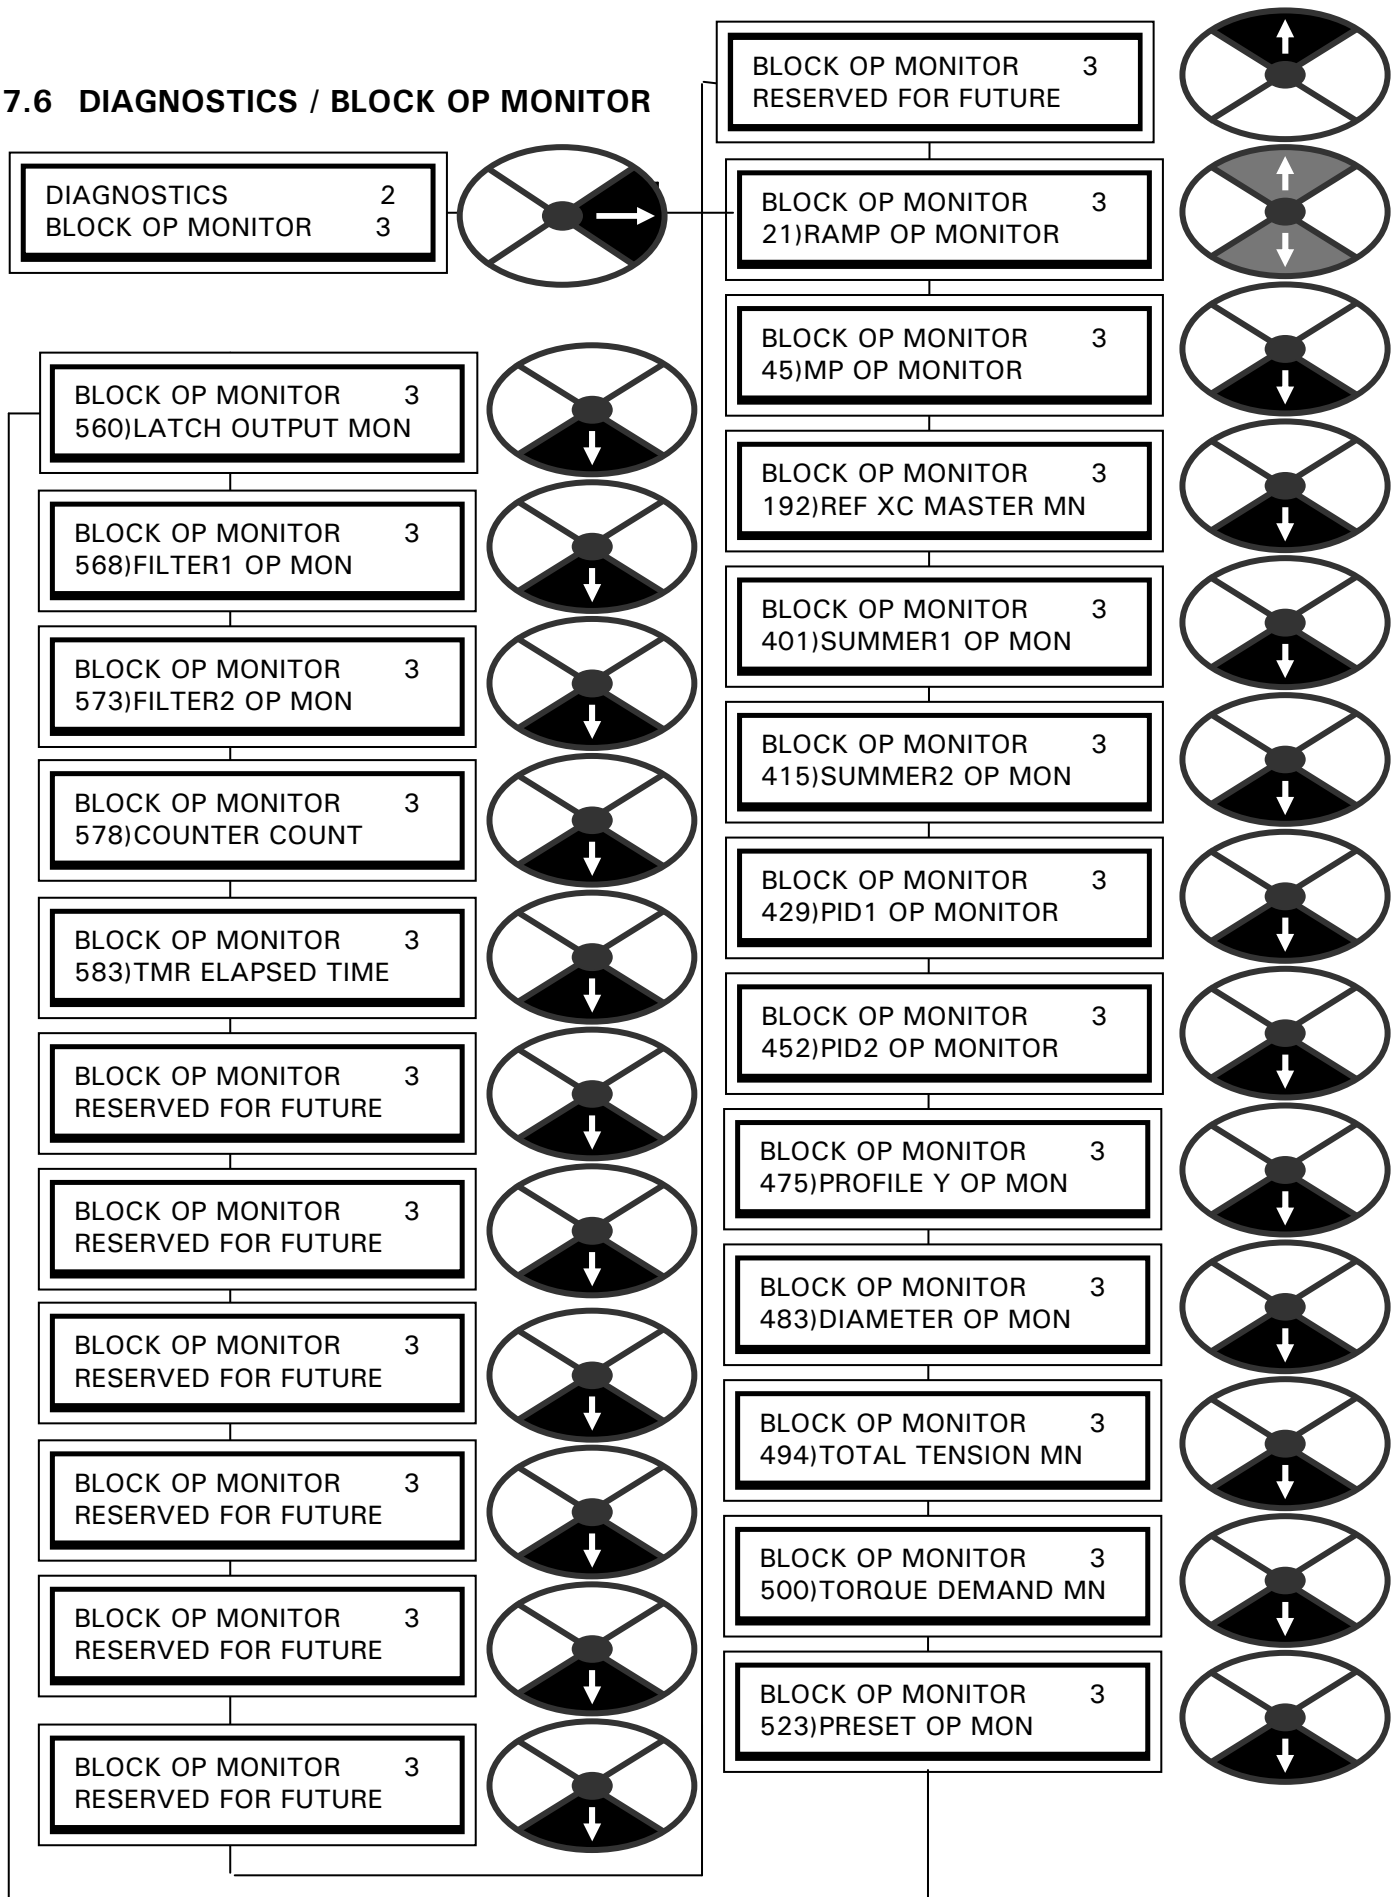 7.6 DIAGNOSTICS / BLOCK OP MONITOR
DIAGNOSTICS 2
BLOCK OP MONITOR 3
BLOCK OP MONITOR 3
560)LATCH OUTPUT MON
BLOCK OP MONITOR 3
568)FILTER1 OP MON
BLOCK OP MONITOR 3
573)FILTER2 OP MON
BLOCK OP MONITOR 3
578)COUNTER COUNT
BLOCK OP MONITOR 3
583)TMR ELAPSED TIME
BLOCK OP MONITOR 3
RESERVED FOR FUTURE
BLOCK OP MONITOR 3
RESERVED FOR FUTURE
BLOCK OP MONITOR 3
RESERVED FOR FUTURE
BLOCK OP MONITOR 3
RESERVED FOR FUTURE
BLOCK OP MONITOR 3
RESERVED FOR FUTURE
BLOCK OP MONITOR 3
RESERVED FOR FUTURE
BLOCK OP MONITOR 3
RESERVED FOR FUTURE
BLOCK OP MONITOR 3
21)RAMP OP MONITOR
BLOCK OP MONITOR 3
45)MP OP MONITOR
BLOCK OP MONITOR 3
192)REF XC MASTER MN
BLOCK OP MONITOR 3
401)SUMMER1 OP MON
BLOCK OP MONITOR 3
415)SUMMER2 OP MON
BLOCK OP MONITOR 3
429)PID1 OP MONITOR
BLOCK OP MONITOR 3
452)PID2 OP MONITOR
BLOCK OP MONITOR 3
475)PROFILE Y OP MON
BLOCK OP MONITOR 3
483)DIAMETER OP MON
BLOCK OP MONITOR 3
494)TOTAL TENSION MN
BLOCK OP MONITOR 3
500)TORQUE DEMAND MN
BLOCK OP MONITOR 3
523)PRESET OP MON